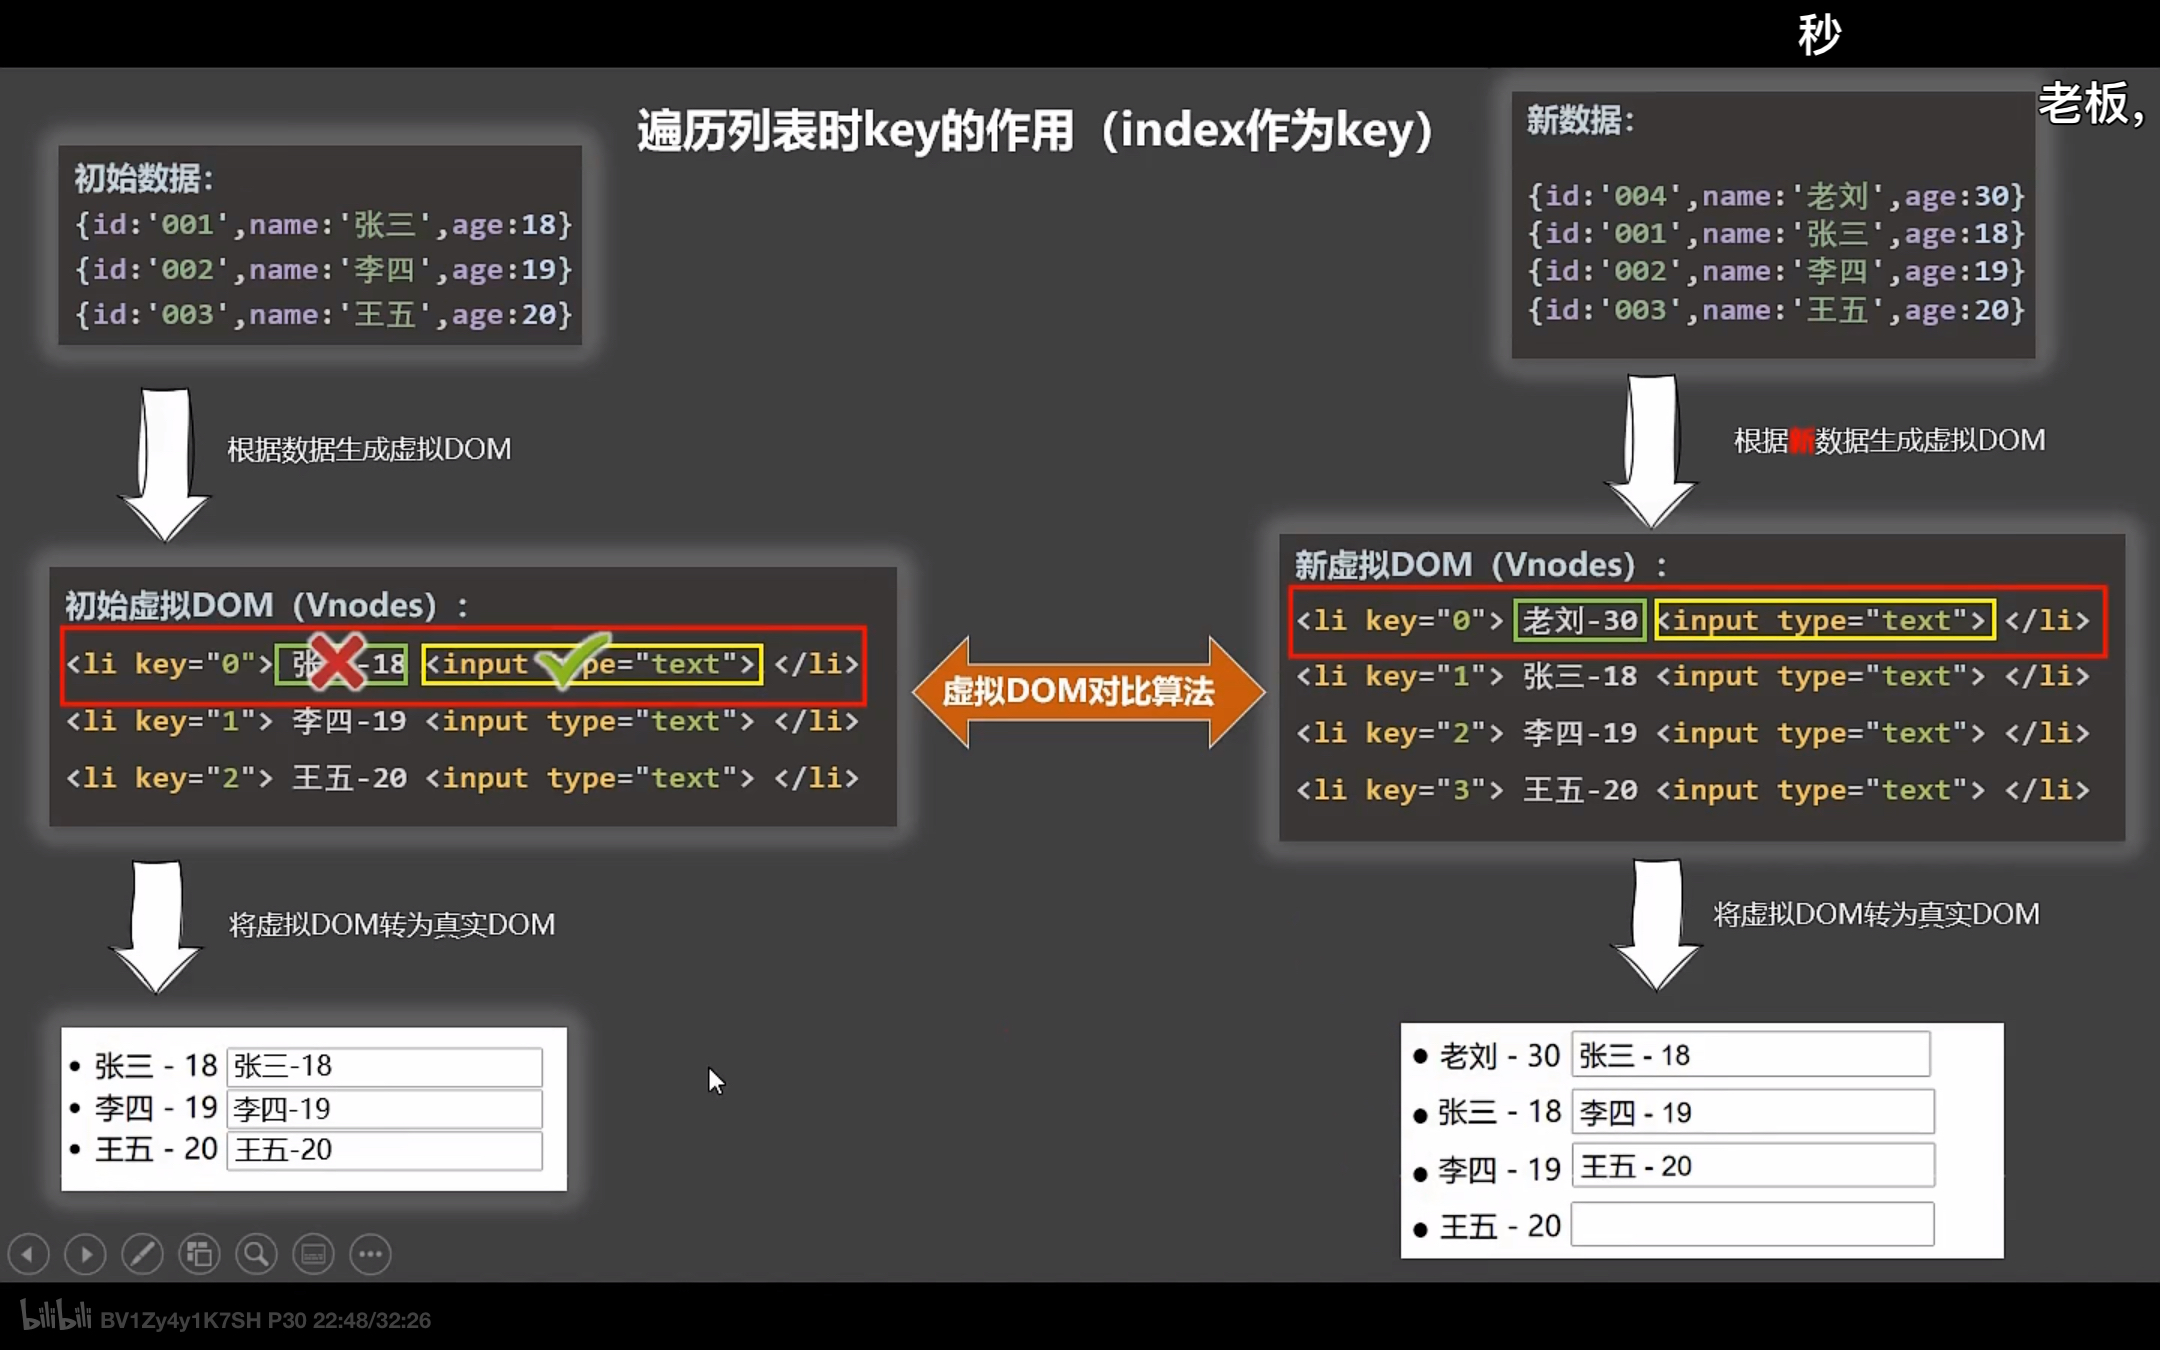 秒
老板，
遍历列表时key的作用（index作为key）
初始数据：
{id:'001',name:'张三',age:18}
{id:'002',name:'李四',age:19}
{id:'003',name:'王五',age:20}
新数据：
{id:'004',name:'老刘',age:30}
{id:'001',name:'张三',age:18}
{id:'002',name:'李四',age:19}
{id:'003',name:'王五',age:20}
根据数据生成虚拟DOM
根据新数据生成虚拟DOM
初始虚拟DOM（Vnodes）：
<li key="0"> 张 -18 <input type="text"> </li>
<li key="1"> 李四-19 <input type="text"> </li>
<li key="2"> 王五-20 <input type="text"> </li>
虚拟DOM对比算法
新虚拟DOM（Vnodes）：
<li key="0"> 老刘-30 <input type="text"> </li>
<li key="1"> 张三-18 <input type="text"> </li>
<li key="2"> 李四-19 <input type="text"> </li>
<li key="3"> 王五-20 <input type="text"> </li>
将虚拟DOM转为真实DOM
将虚拟DOM转为真实DOM
• 张三 - 18 张三-18
• 李四 - 19 李四-19
• 王五 - 20 王五-20
• 老刘 - 30 张三 - 18
• 张三 - 18 李四 - 19
• 李四 - 19 王五 - 20
• 王五 - 20
bilibili BV1Zy4y1K7SH P30 22:48/32:26